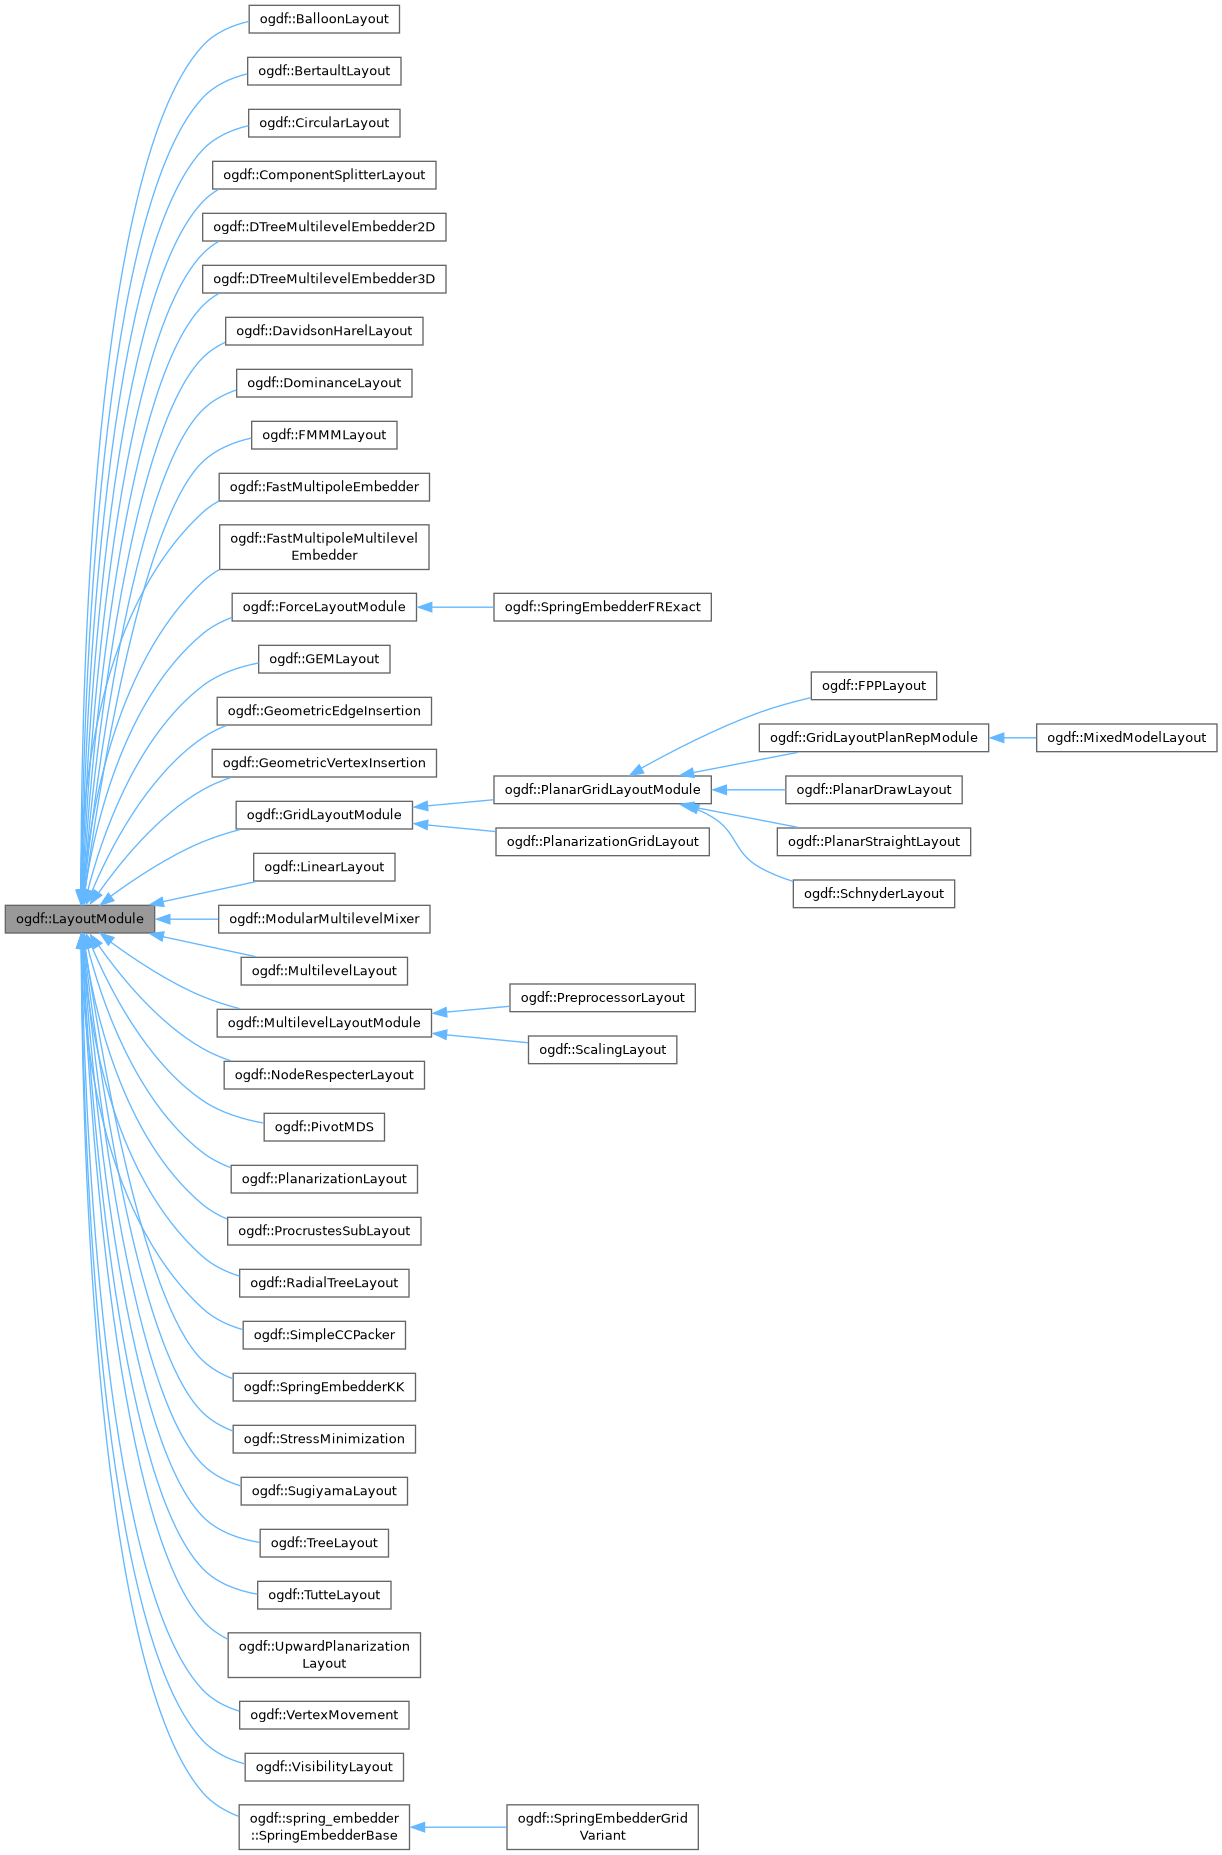 ogdf::BalloonLayout
ogdf::BertaultLayout
ogdf::CircularLayout
ogdf::ComponentSplitterLayout
ogdf::DTreeMultilevelEmbedder2D
ogdf::DTreeMultilevelEmbedder3D
ogdf::DavidsonHarelLayout
ogdf::DominanceLayout
ogdf::FMMMLayout
ogdf::FastMultipoleEmbedder
ogdf::FastMultipoleMultilevel
Embedder
ogdf::ForceLayoutModule
ogdf::SpringEmbedderFRExact
ogdf::GEMLayout
ogdf::GeometricEdgeInsertion
ogdf::GeometricVertexInsertion
ogdf::GridLayoutModule
ogdf::PlanarGridLayoutModule
ogdf::FPPLayout
ogdf::GridLayoutPlanRepModule
ogdf::MixedModelLayout
ogdf::PlanarDrawLayout
ogdf::PlanarStraightLayout
ogdf::SchnyderLayout
ogdf::PlanarizationGridLayout
ogdf::LinearLayout
ogdf::LayoutModule
ogdf::ModularMultilevelMixer
ogdf::MultilevelLayout
ogdf::MultilevelLayoutModule
ogdf::PreprocessorLayout
ogdf::ScalingLayout
ogdf::NodeRespecterLayout
ogdf::PivotMDS
ogdf::PlanarizationLayout
ogdf::ProcrustesSubLayout
ogdf::RadialTreeLayout
ogdf::SimpleCCPacker
ogdf::SpringEmbedderKK
ogdf::StressMinimization
ogdf::SugiyamaLayout
ogdf::TreeLayout
ogdf::TutteLayout
ogdf::UpwardPlanarization
Layout
ogdf::VertexMovement
ogdf::VisibilityLayout
ogdf::spring_embedder
::SpringEmbedderBase
ogdf::SpringEmbedderGrid
Variant